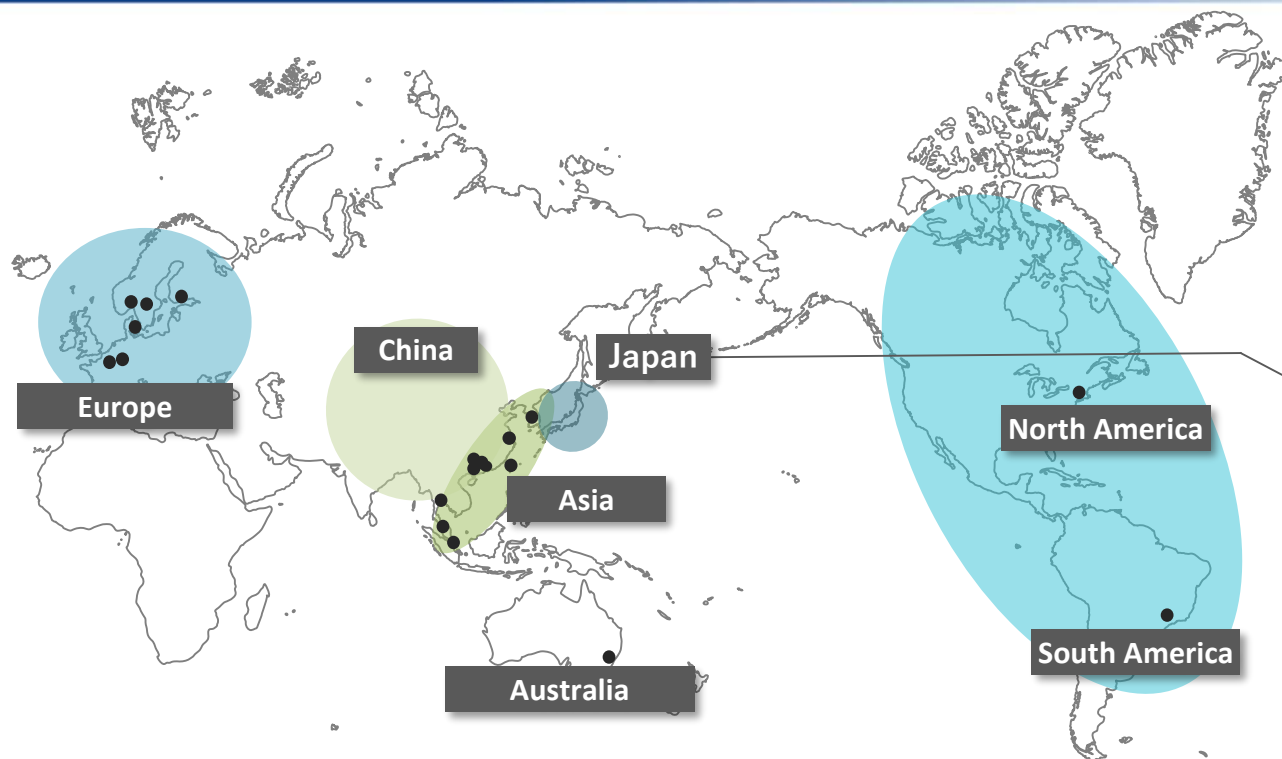 China
Japan
Europe
North America
Asia
South America
Australia